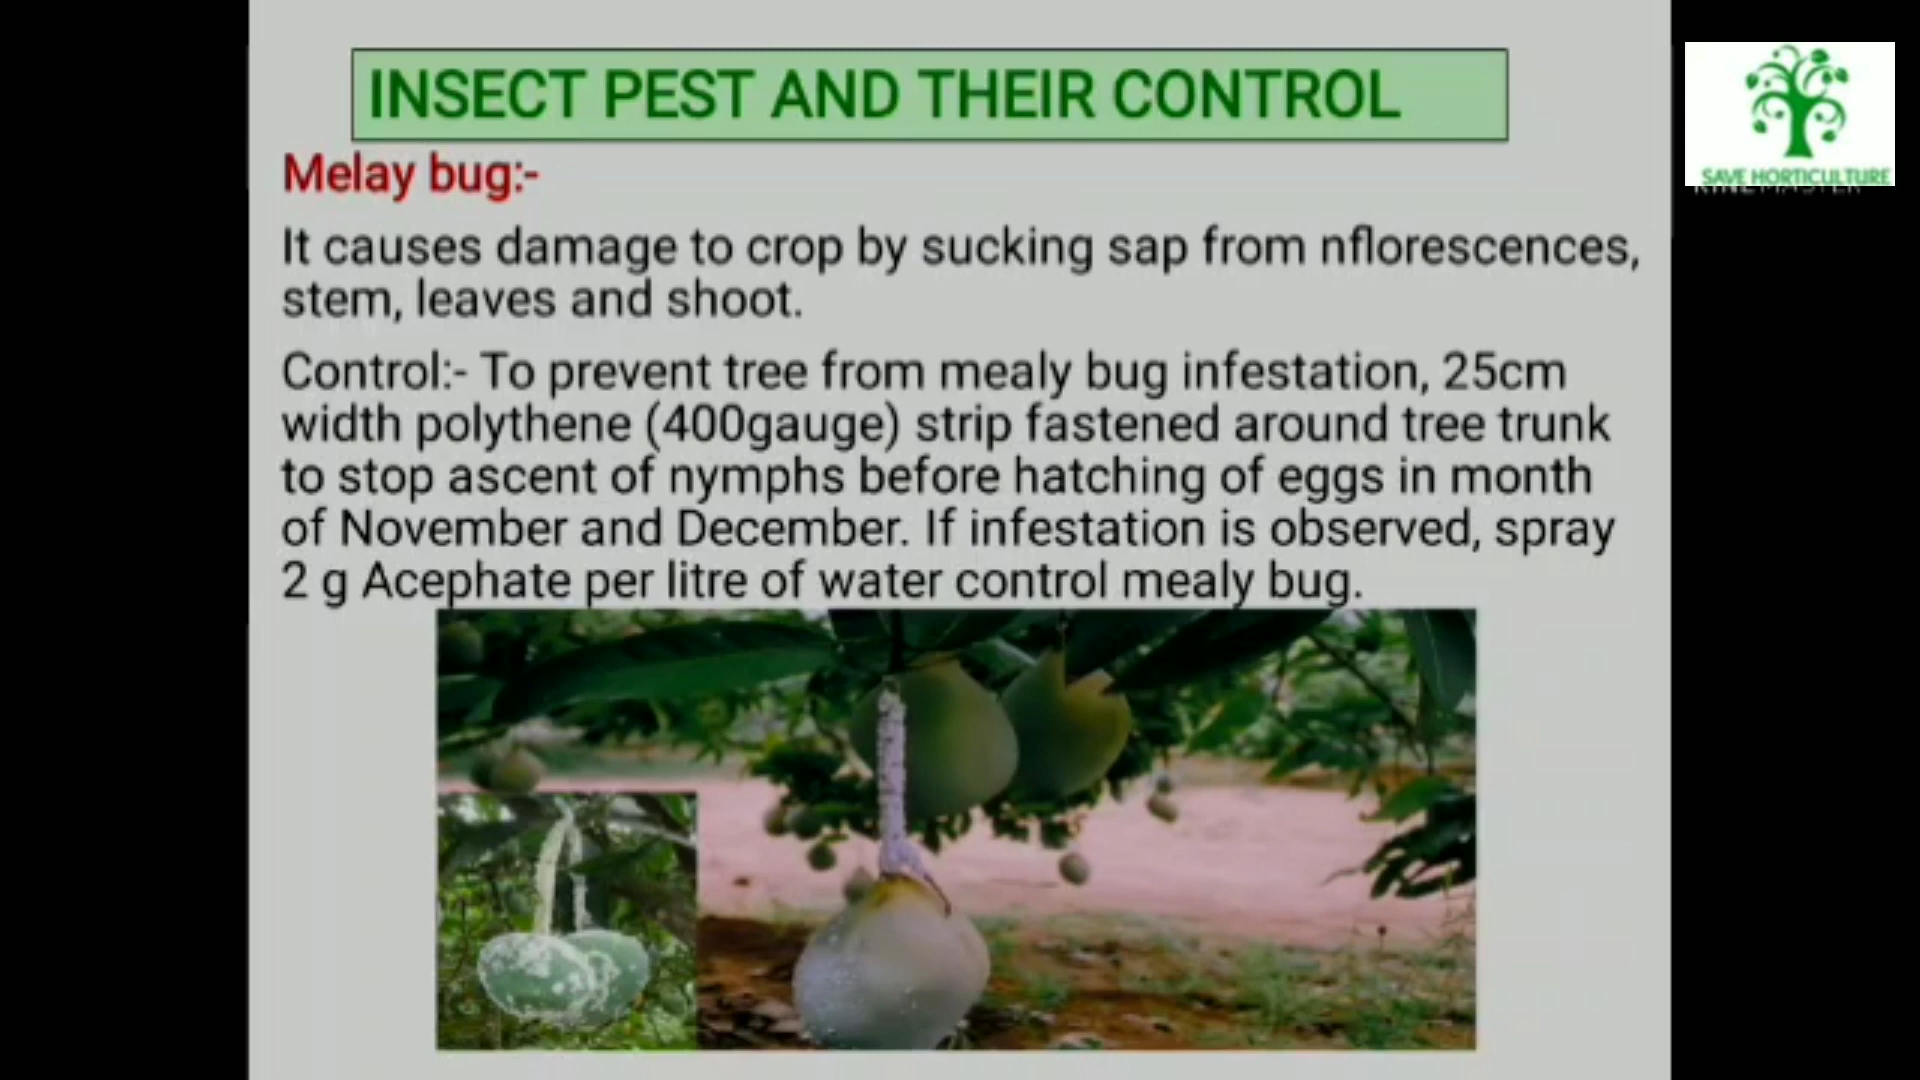 INSECT PEST AND THEIR CONTROL
Melay bug:-
It causes damage to crop by sucking sap from nflorescences,
stem, leaves and shoot.
Control:- To prevent tree from mealy bug infestation, 25cm
width polythene (400gauge) strip fastened around tree trunk
to stop ascent of nymphs before hatching of eggs in month
of November and December. If infestation is observed, spray
2 g Acephate per litre of water control mealy bug.
SAVE HORTICULTURE